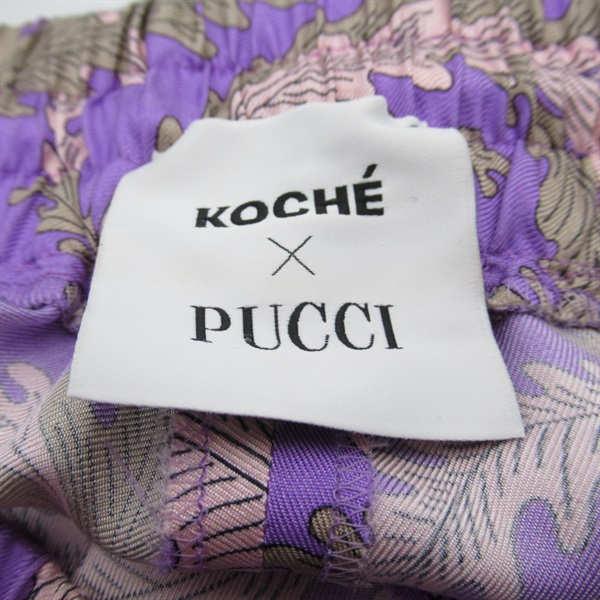 KOCHÉ
×
PUCCI